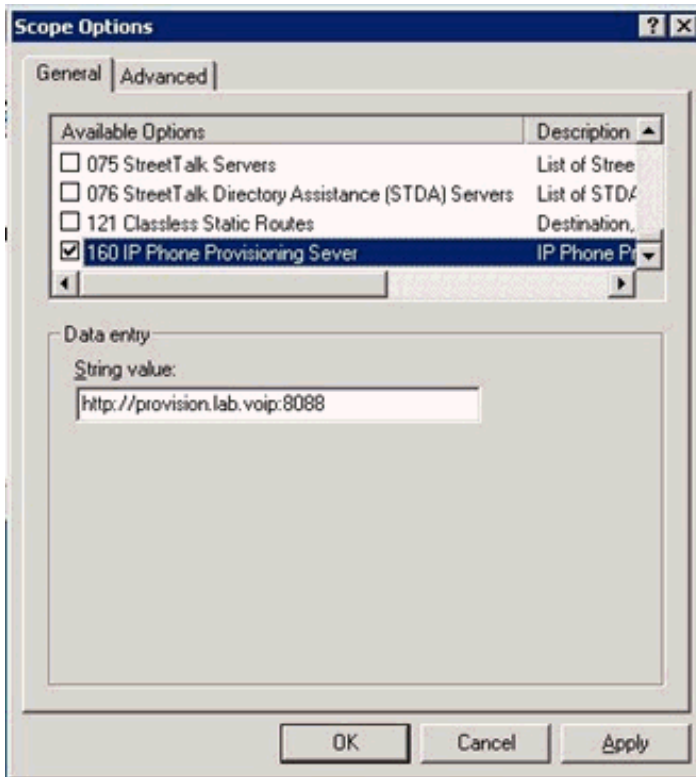 Scope Options
General Advanced
Available Options Description
075 StreetTalk Servers List of Stree
076 StreetTalk Directory Assistance (STDA) Servers List of STDA
121 Classless Static Routes Destination,
160 IP Phone Provisioning Sever IP Phone Pr
Data entry
String value:
http://provision.lab.voip:8088
OK Cancel Apply